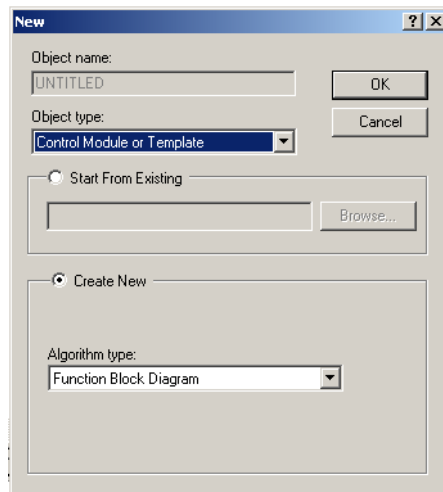 New
Object name:
UNTITLED
OK
Object type:
Cancel
Control Module or Template
Start From Existing
Browse...
Create New
Algorithm type:
Function Block Diagram